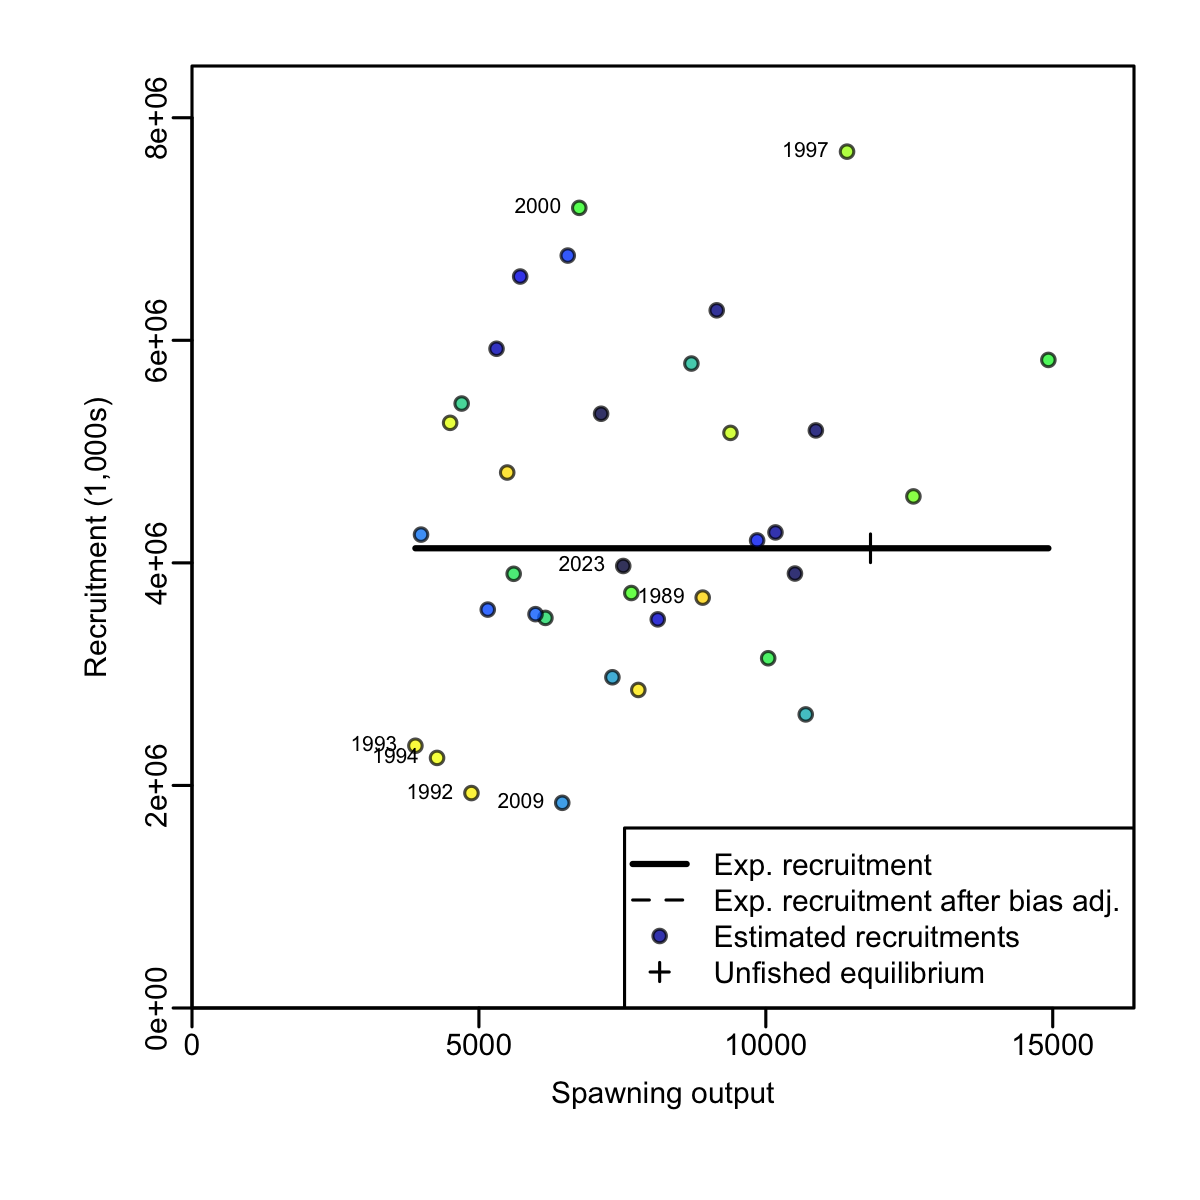 8e+06
6e+06
4e+06
2e+06
0e+00
Recruitment (1,000s)
1997
2000
2023
1989
1993
1994
1992
2009
Exp. recruitment
Exp. recruitment after bias adj.
Estimated recruitments
Unfished equilibrium
0
5000
10000
15000
Spawning output